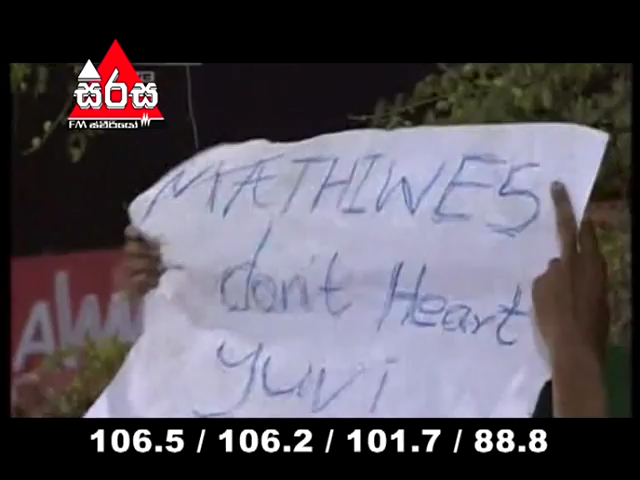 සිරස
FM
MATHIWES
don't Heart
yuvi
106.5 / 106.2 / 101.7 / 88.8